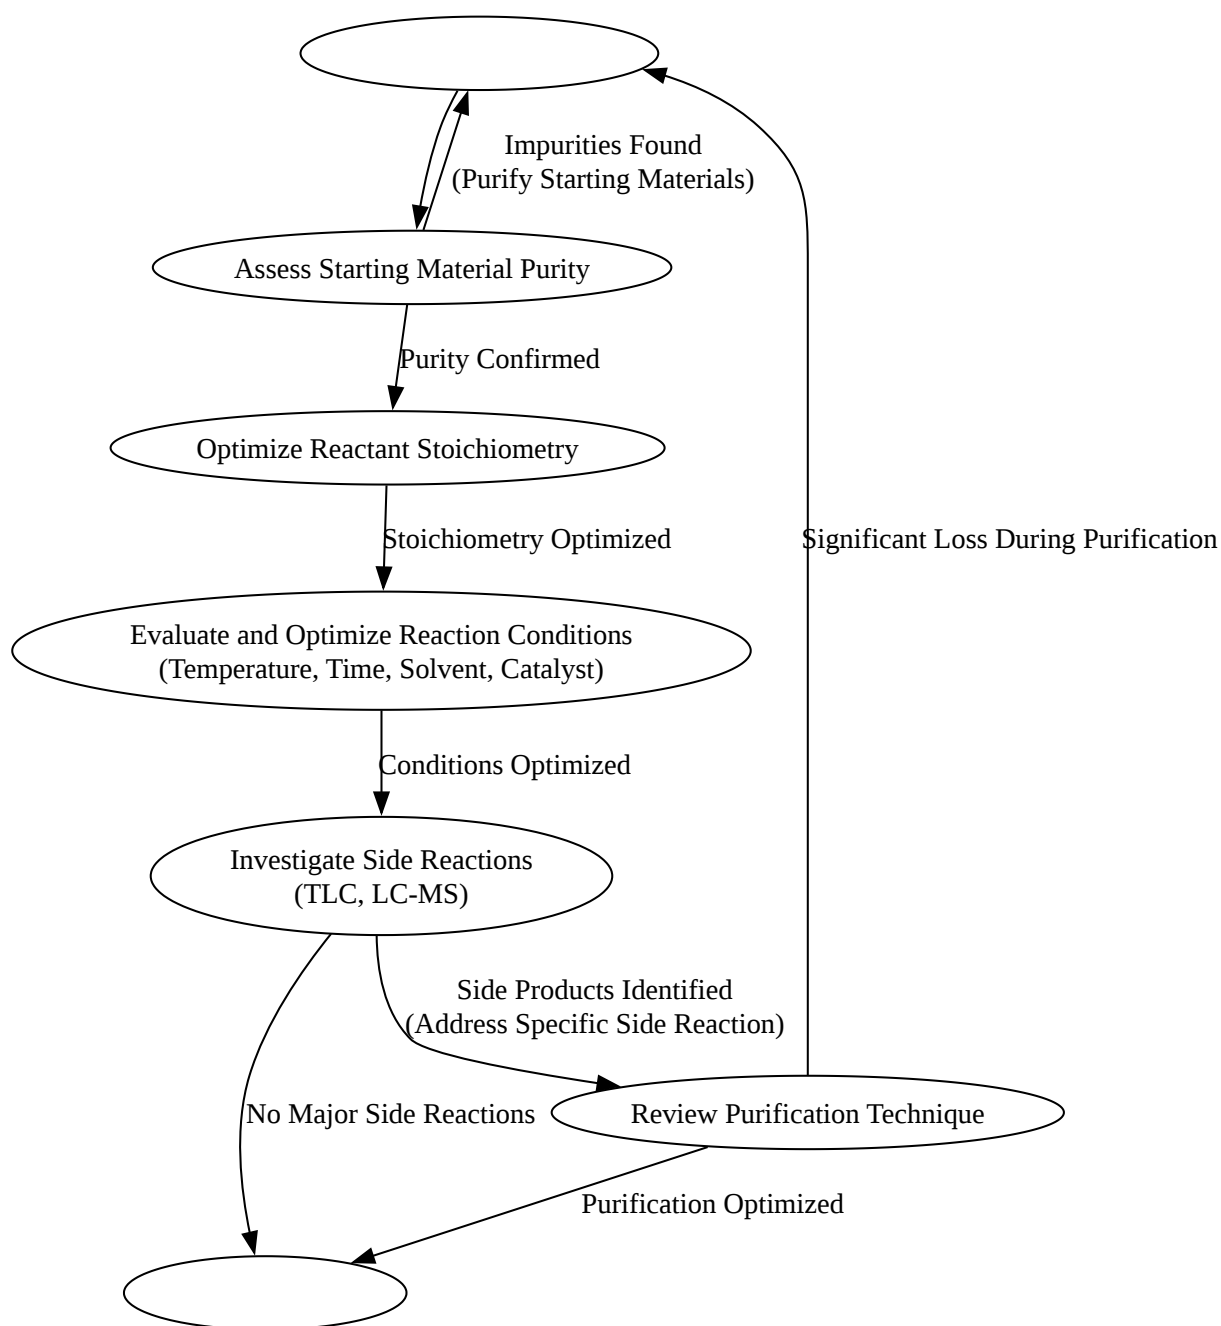 Impurities Found
(Purify Starting Materials)
Assess Starting Material Purity
Purity Confirmed
Optimize Reactant Stoichiometry
Stoichiometry Optimized
Significant Loss During Purification
Evaluate and Optimize Reaction Conditions
(Temperature, Time, Solvent, Catalyst)
Conditions Optimized
Investigate Side Reactions
(TLC, LC-MS)
Side Products Identified
(Address Specific Side Reaction)
No Major Side Reactions
Review Purification Technique
Purification Optimized